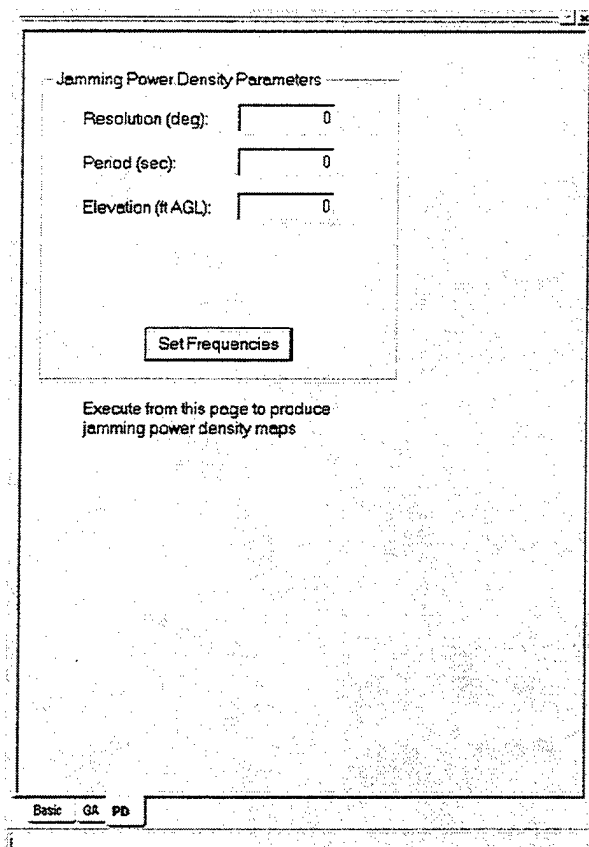 Jamming Power Density Parameters
Resolution (deg): 0
Period (sec): 0
Elevation (ft AGL): 0
Set Frequencies
Execute from this page to produce
jamming power density maps
Basic GA PD